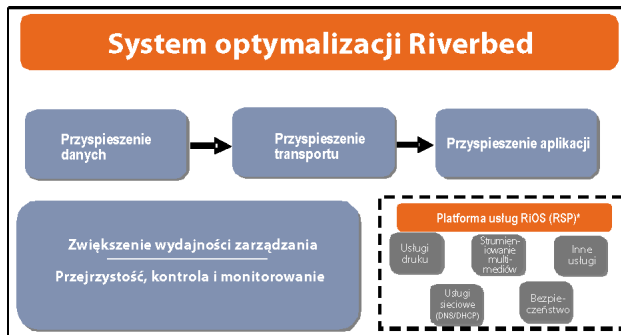 System optymalizacji Riverbed
Przyspieszenie
danych
Przyspieszenie
transportu
Przyspieszenie aplikacji
Zwiększenie wydajności zarządzania
Przejrzystość, kontrola i monitorowanie
Platforma usług RiOS (RSP)*
Usługi
druku
Strumien-
iowanie
multi-
mediów
Inne
usługi
Usługi
sieciowe
(DNS/DHCP)
Bezpie-
czeństwo